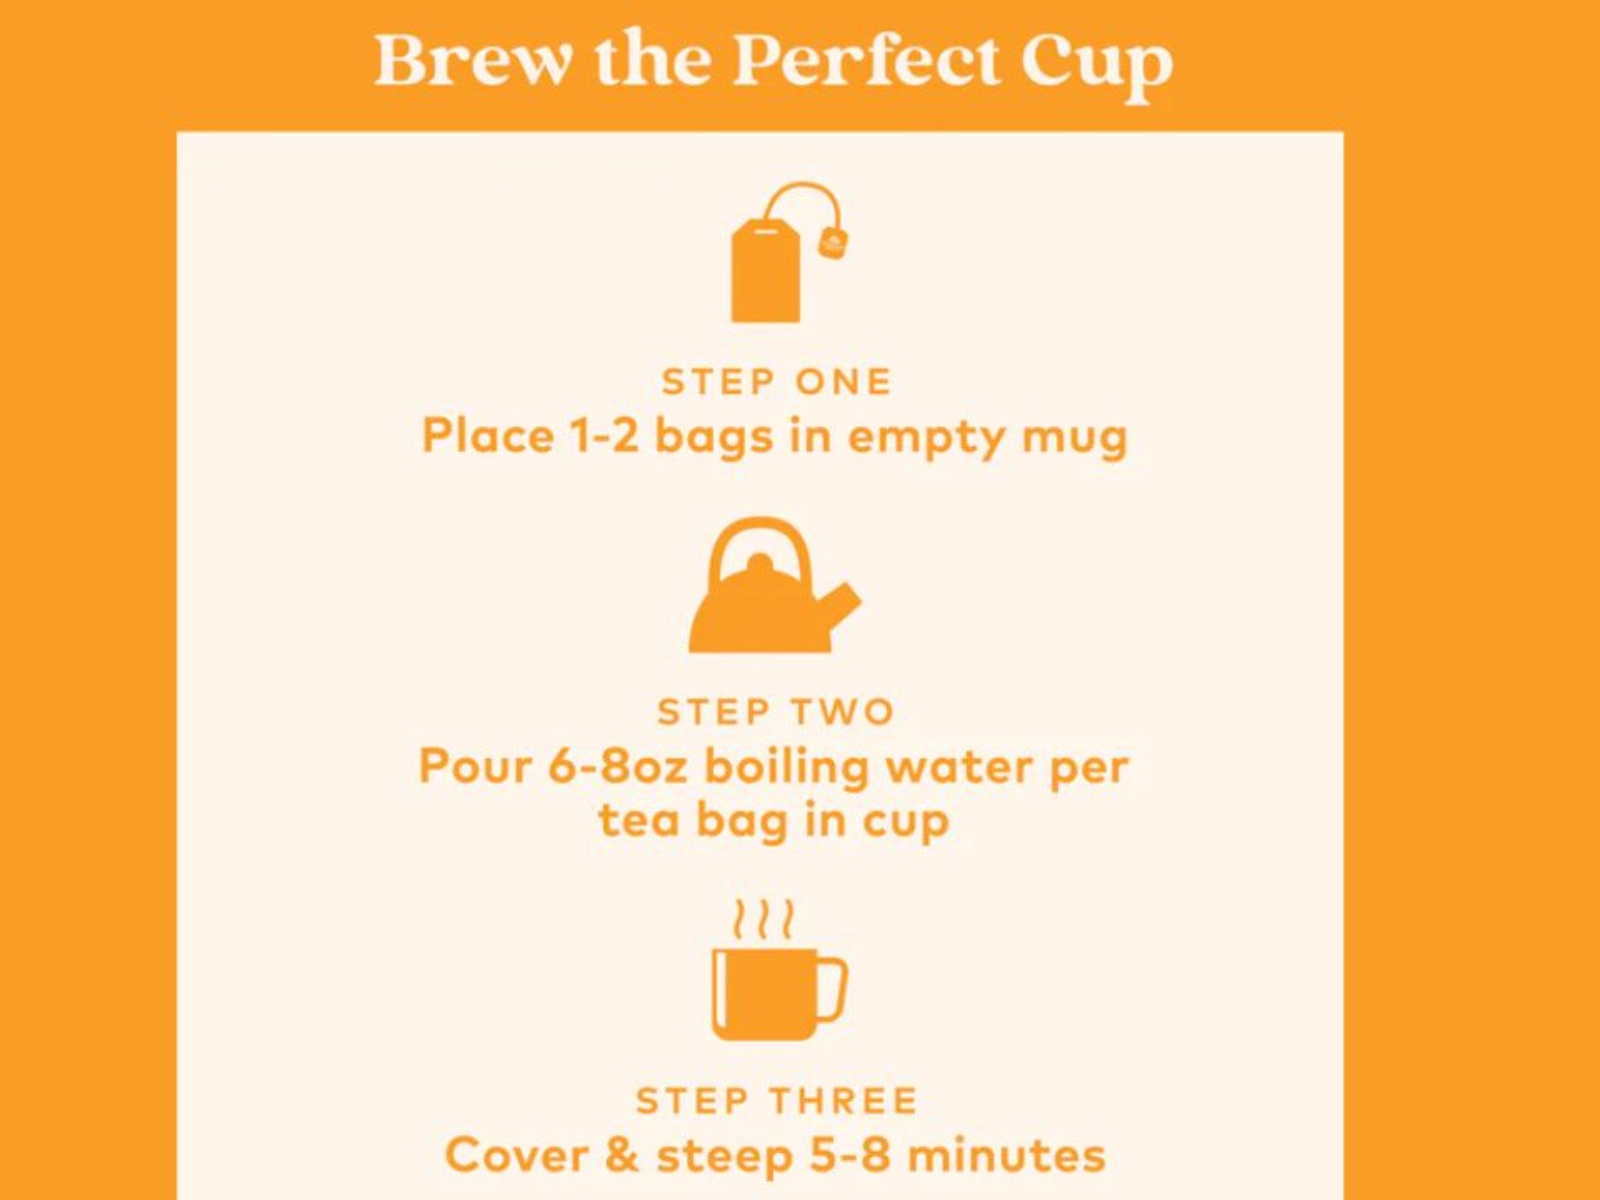 Brew the Perfect Cup
STEP ONE
Place 1-2 bags in empty mug
STEP TWO
Pour 6-8oz boiling water per
tea bag in cup
STEP THREE
Cover & steep 5-8 minutes